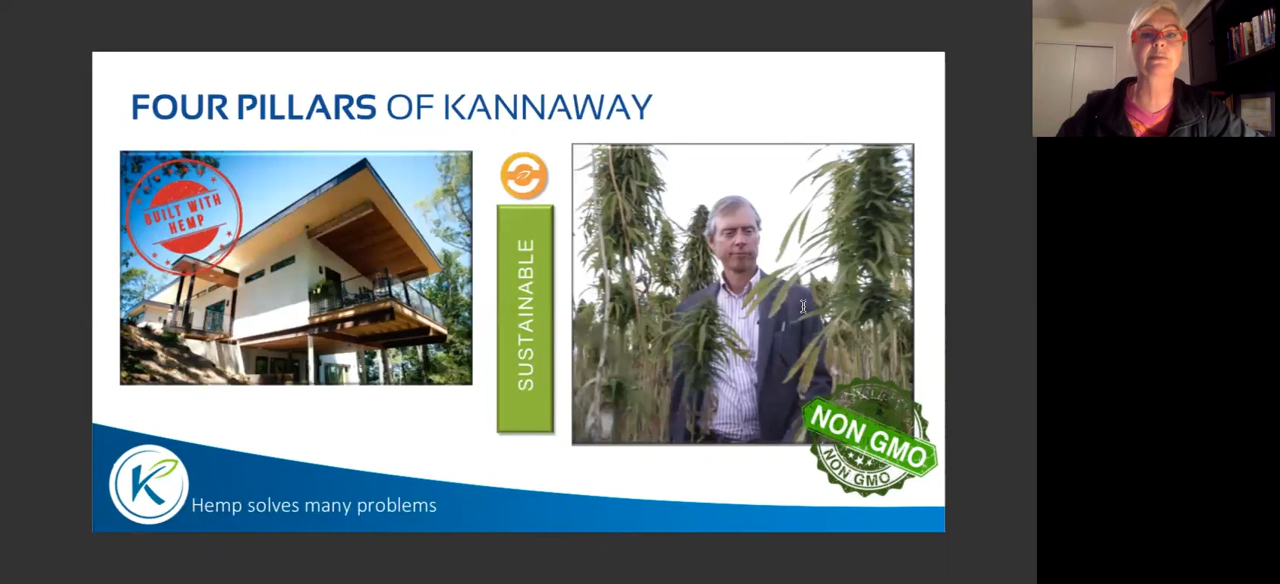 FOUR PILLARS OF KANNAWAY
BUILT WITH
HEMP
SUSTAINABLE
NON GMO
NON GMO
K
Hemp solves many problems